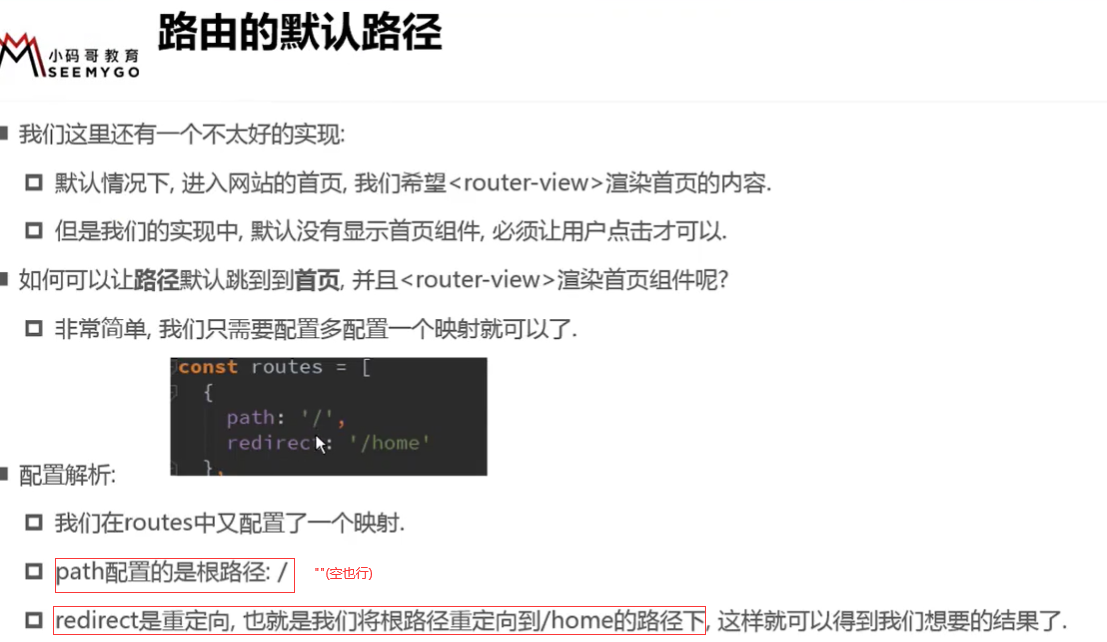 路由的默认路径
小码哥教育
SEEMYGO
我们这里还有一个不太好的实现:
默认情况下, 进入网站的首页, 我们希望<router-view>渲染首页的内容.
但是我们的实现中, 默认没有显示首页组件, 必须让用户点击才可以.
如何可以让路径默认跳到到首页, 并且<router-view>渲染首页组件呢?
非常简单, 我们只需要配置多配置一个映射就可以了.
const routes = [
{
path: '/',
redirect: '/home'
},
配置解析:
我们在routes中又配置了一个映射.
path配置的是根路径: / ""(空也行)
redirect是重定向, 也就是我们将根路径重定向到/home的路径下, 这样就可以得到我们想要的结果了.